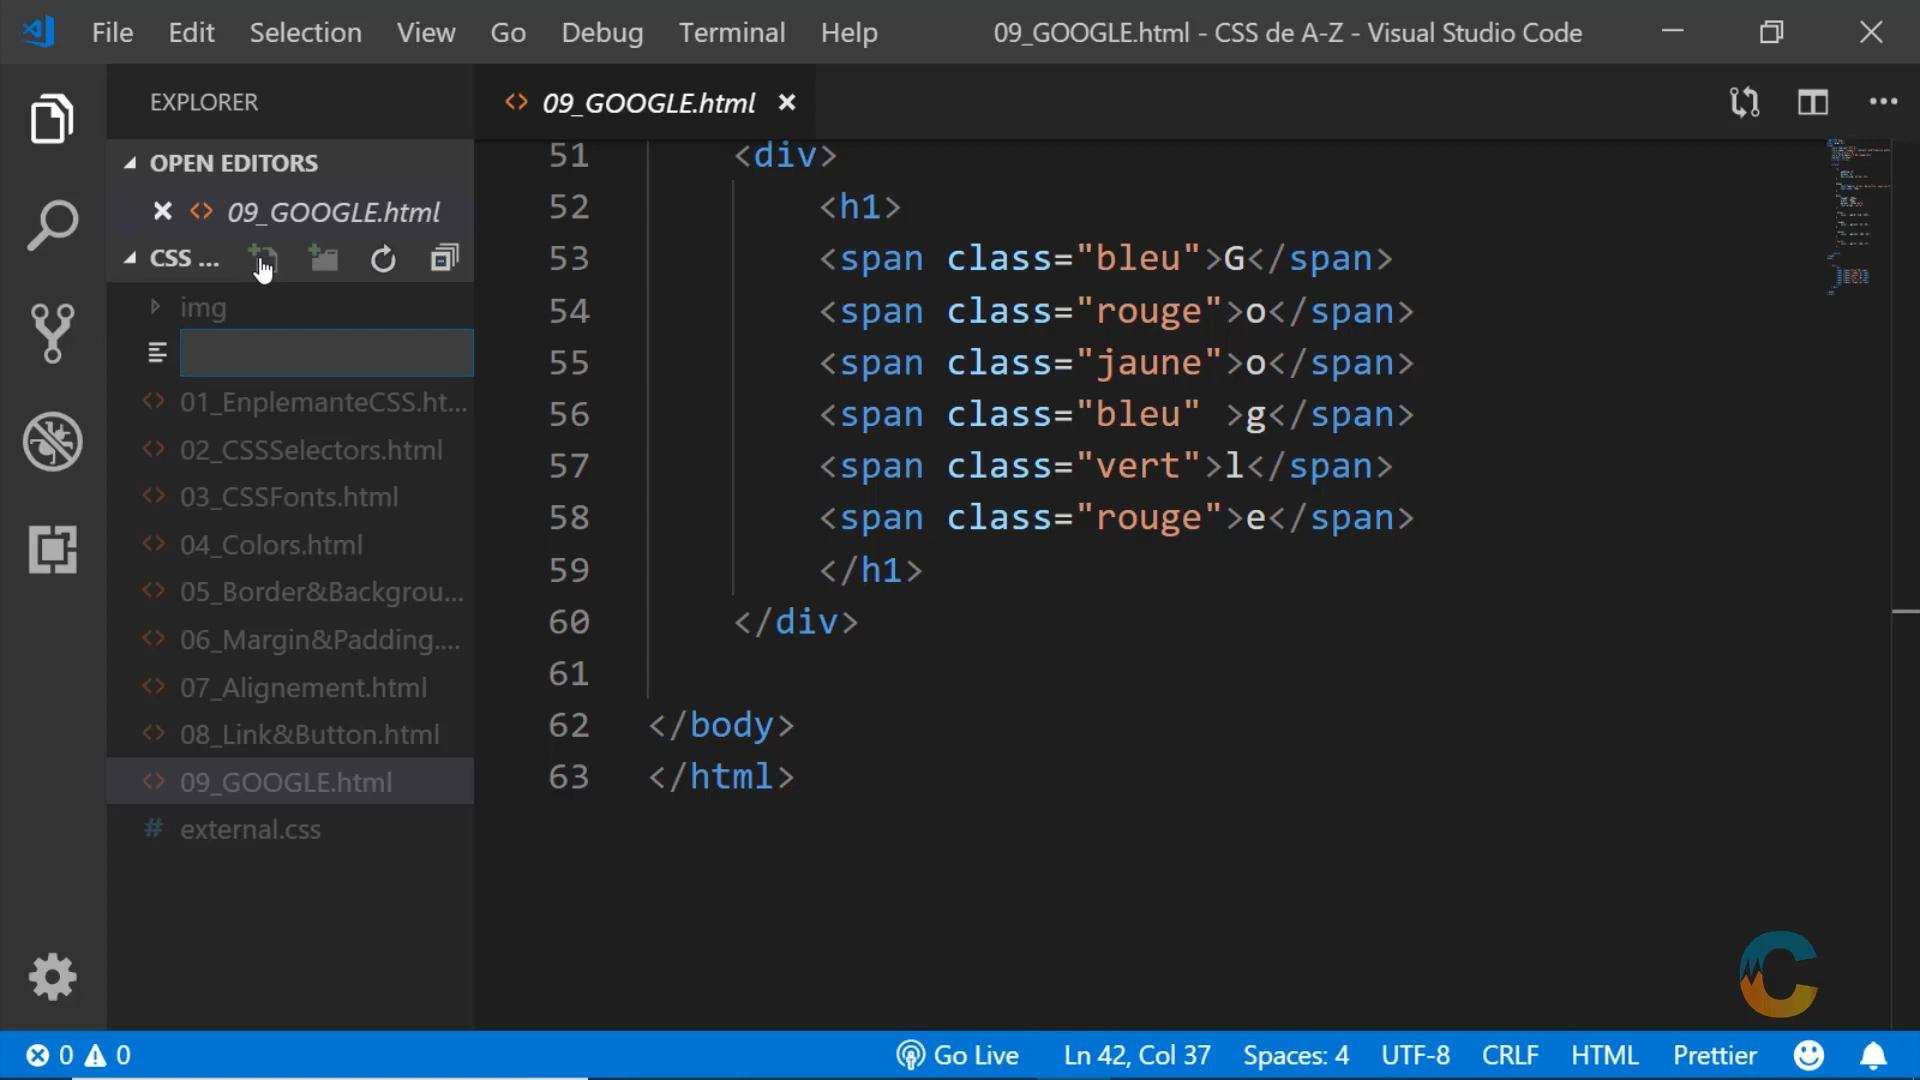 File Edit Selection View Go Debug Terminal Help 09_GOOGLE.html - CSS de A-Z - Visual Studio Code
EXPLORER
OPEN EDITORS
09_GOOGLE.html
CSS ...
img
01_EnplemanteCSS.ht...
02_CSSSelectors.html
03_CSSFonts.html
04_Colors.html
05_Border&Backgrou...
06_Margin&Padding....
07_Alignement.html
08_Link&Button.html
09_GOOGLE.html
# external.css
09_GOOGLE.html
51 <div>
52 <h1>
53 <span class="bleu">G</span>
54 <span class="rouge">o</span>
55 <span class="jaune">o</span>
56 <span class="bleu" >g</span>
57 <span class="vert">l</span>
58 <span class="rouge">e</span>
59 </h1>
60 </div>
61
62 </body>
63 </html>
0 0 Go Live Ln 42, Col 37 Spaces: 4 UTF-8 CRLF HTML Prettier